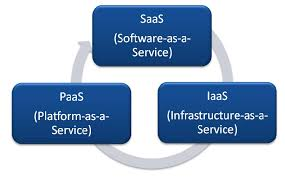 SaaS
(Software-as-a-
Service)
PaaS
(Platform-as-a-
Service)
IaaS
(Infrastructure-as-a-
Service)